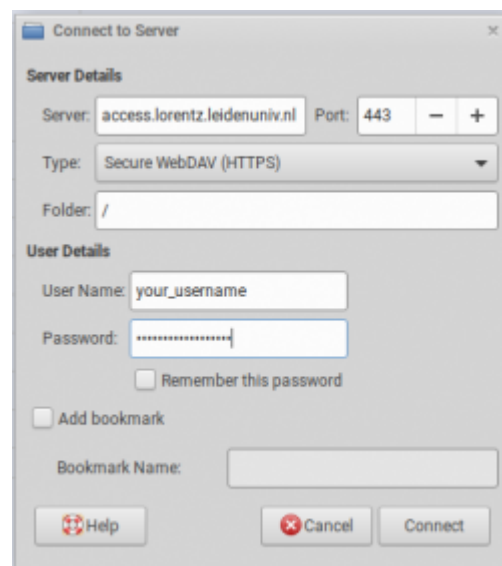 Connect to Server
Server Details
Server: access.lorentz.leidenuniv.nl Port: 443 − +
Type: Secure WebDAV (HTTPS)
Folder: /
User Details
User Name: your_username
Password: ••••••••••••••••••
Remember this password
Add bookmark
Bookmark Name:
Help Cancel Connect